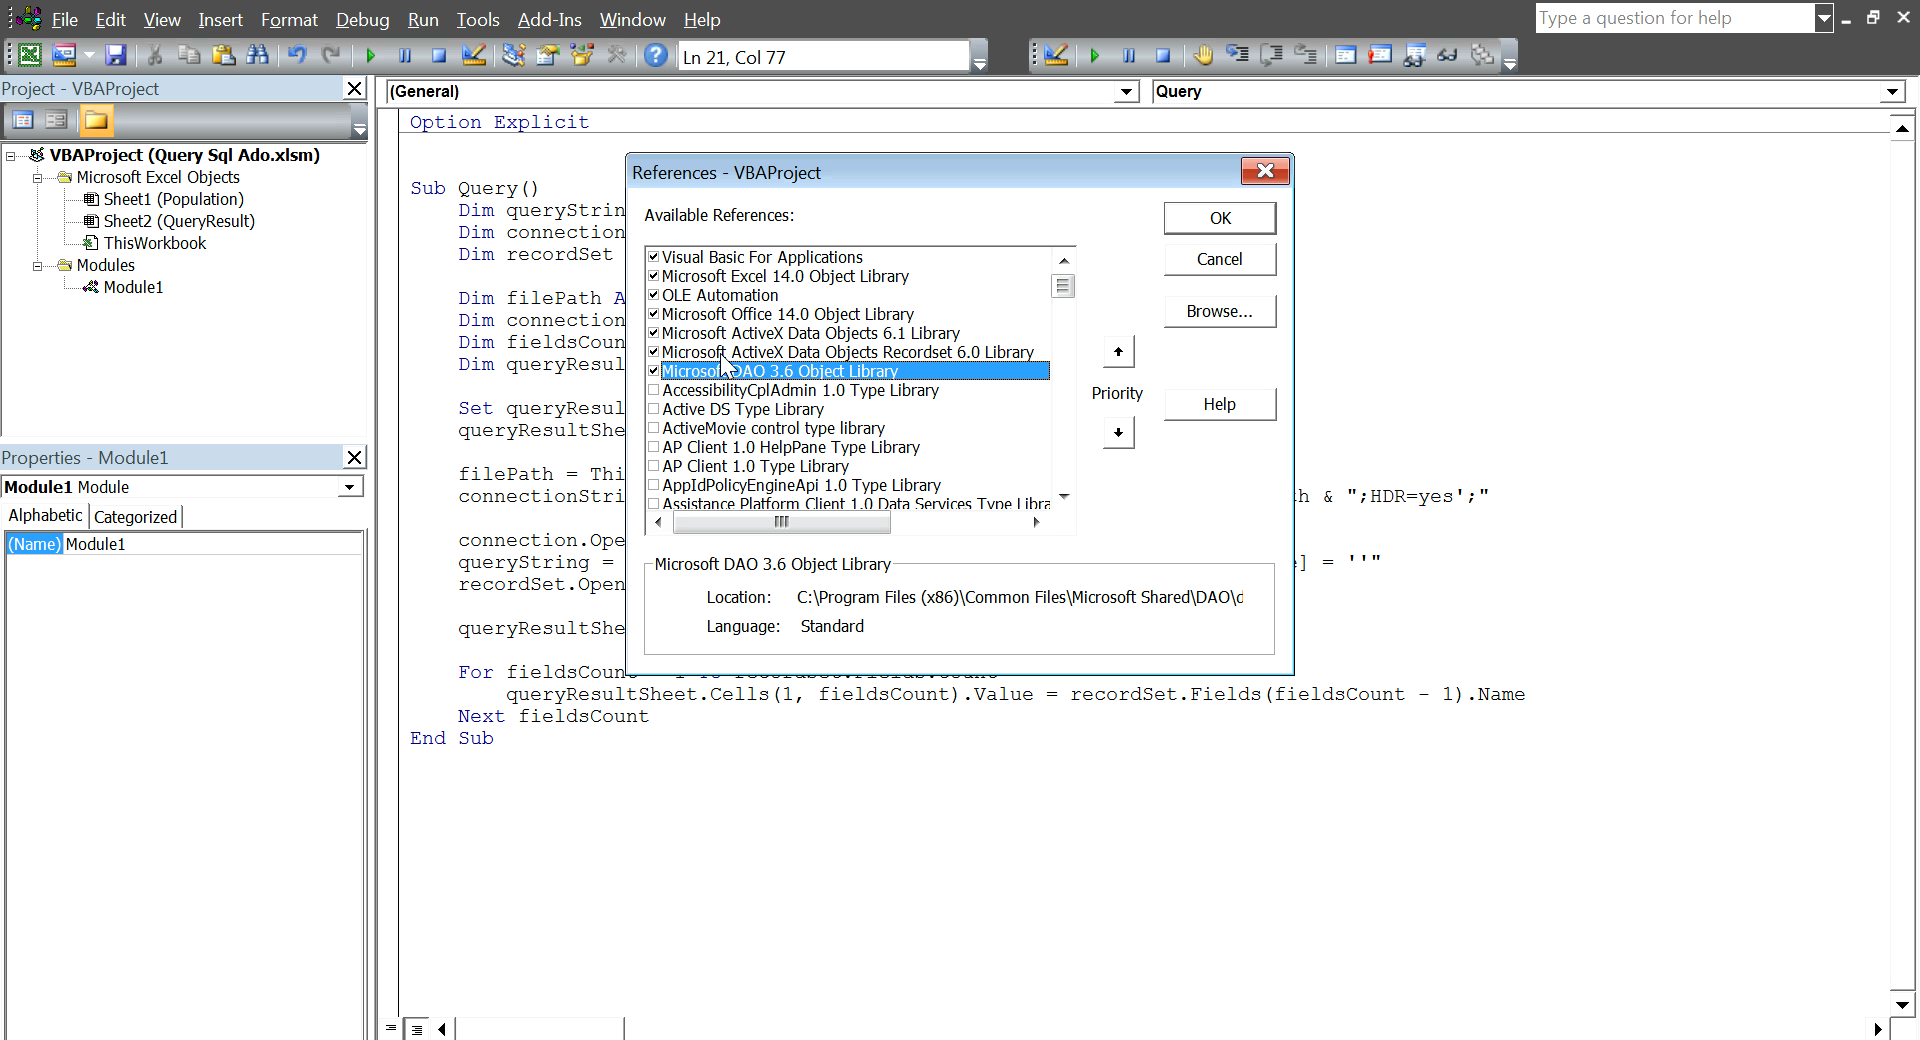 File Edit View Insert Format Debug Run Tools Add-Ins Window Help
Type a question for help
Ln 21, Col 77
Project - VBAProject
VBAProject (Query Sql Ado.xlsm)
Microsoft Excel Objects
Sheet1 (Population)
Sheet2 (QueryResult)
ThisWorkbook
Modules
Module1
Properties - Module1
Module1 Module
Alphabetic Categorized
(Name) Module1
(General) Query
Option Explicit
Sub Query()
Dim queryStrin
Dim connection
Dim recordSet
Dim filePath A
Dim connection
Dim fieldsCoun
Dim queryResul
Set queryResul
queryResultShe
filePath = Thi
connectionStri h & ";HDR=yes';"
connection.Ope
queryString = ] = ''"
recordSet.Open
queryResultShe
For fieldsCount
queryResultSheet.Cells(1, fieldsCount).Value = recordSet.Fields(fieldsCount - 1).Name
Next fieldsCount
End Sub
References - VBAProject
Available References:
Visual Basic For Applications
Microsoft Excel 14.0 Object Library
OLE Automation
Microsoft Office 14.0 Object Library
Microsoft ActiveX Data Objects 6.1 Library
Microsoft ActiveX Data Objects Recordset 6.0 Library
Microsoft DAO 3.6 Object Library
AccessibilityCplAdmin 1.0 Type Library
Active DS Type Library
ActiveMovie control type library
AP Client 1.0 HelpPane Type Library
AP Client 1.0 Type Library
AppIdPolicyEngineApi 1.0 Type Library
Assistance Platform Client 1.0 Data Services Type Libra
OK
Cancel
Browse...
Priority
Help
Microsoft DAO 3.6 Object Library
Location: C:\Program Files (x86)\Common Files\Microsoft Shared\DAO\d
Language: Standard